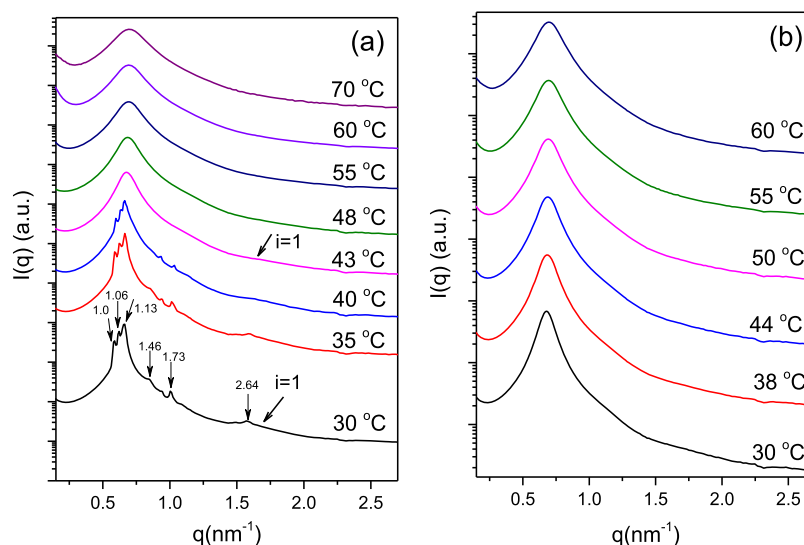 (a)
70 °C
60 °C
55 °C
48 °C
i=1
43 °C
40 °C
1.06
1.0
1.13
35 °C
1.46
1.73
2.64
i=1
30 °C
I(q) (a.u.)
0.5
1.0
1.5
2.0
2.5
q(nm⁻¹)
(b)
60 °C
55 °C
50 °C
44 °C
38 °C
30 °C
I(q) (a.u.)
0.5
1.0
1.5
2.0
2.5
q(nm⁻¹)